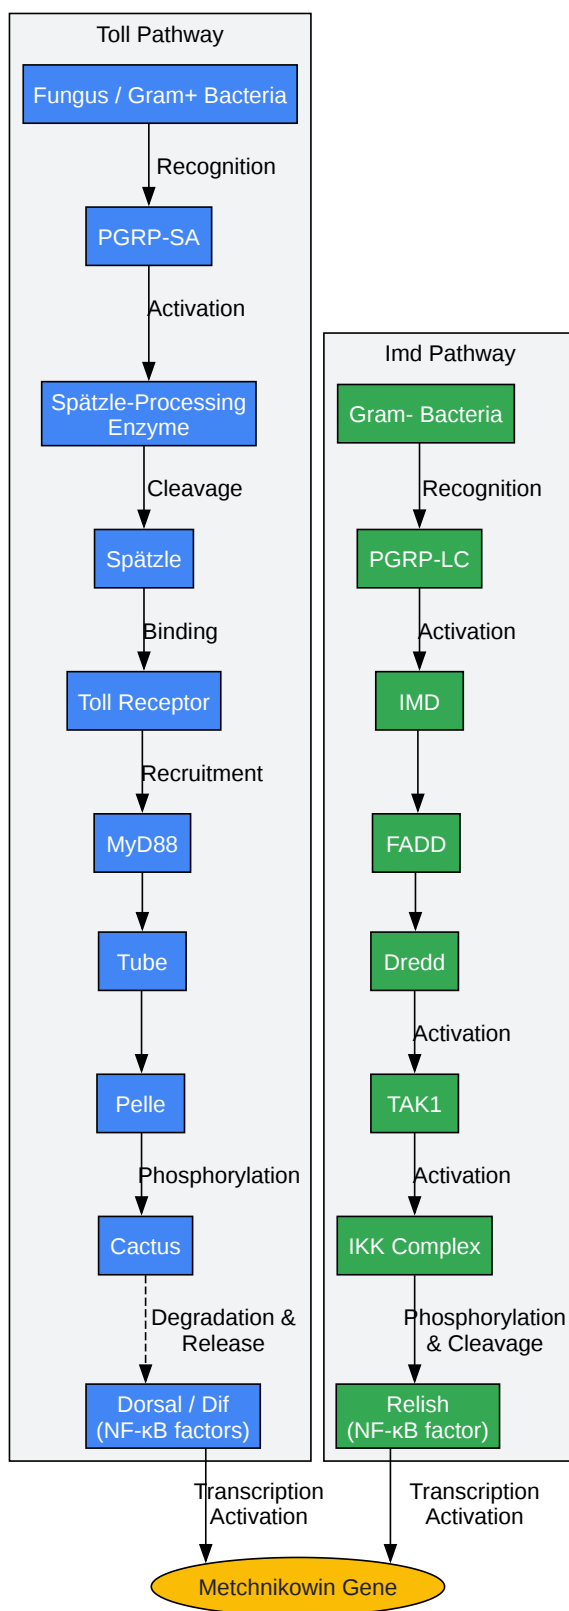 Toll Pathway
Fungus / Gram+ Bacteria
Recognition
PGRP-SA
Activation
Spätzle-Processing
Enzyme
Cleavage
Spätzle
Binding
Toll Receptor
Recruitment
MyD88
Tube
Pelle
Phosphorylation
Cactus
Degradation &
Release
Dorsal / Dif
(NF-κB factors)
Transcription
Activation
Imd Pathway
Gram- Bacteria
Recognition
PGRP-LC
Activation
IMD
FADD
Dredd
Activation
TAK1
Activation
IKK Complex
Phosphorylation
& Cleavage
Relish
(NF-κB factor)
Transcription
Activation
Metchnikowin Gene